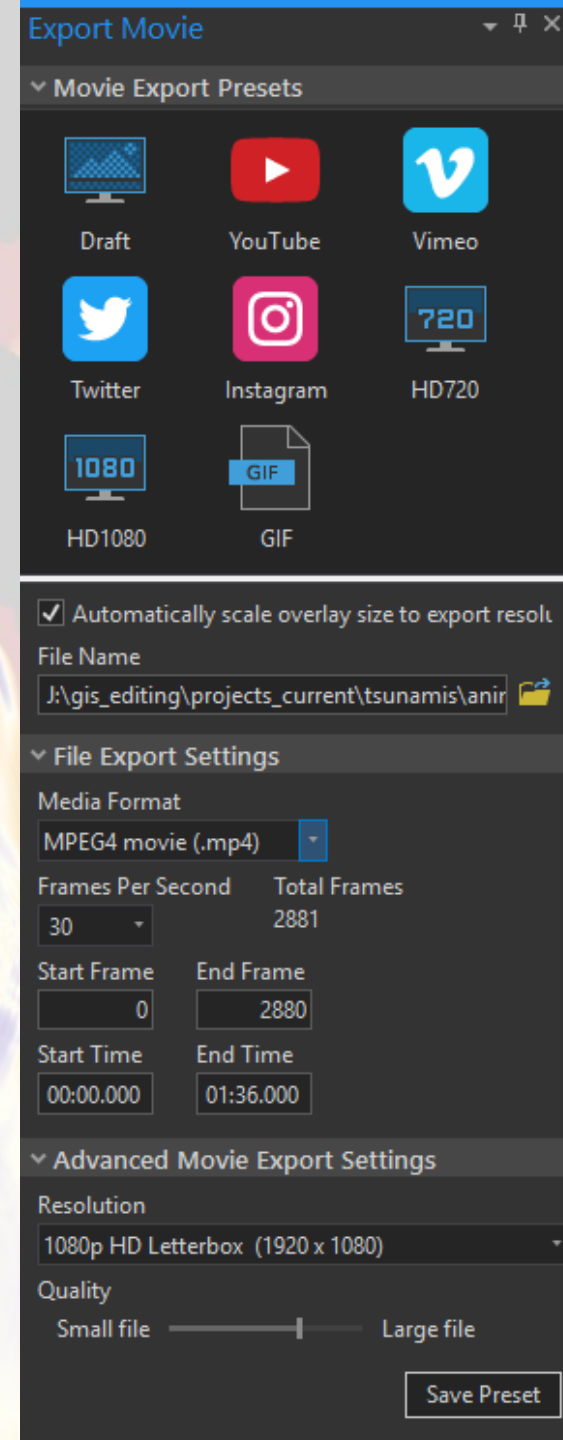 Export Movie
Movie Export Presets
Draft YouTube Vimeo
720
Twitter Instagram HD720
1080 GIF
HD1080 GIF
Automatically scale overlay size to export resolu
File Name
J:\gis_editing\projects_current\tsunamis\anir
File Export Settings
Media Format
MPEG4 movie (.mp4)
Frames Per Second Total Frames
30 2881
Start Frame End Frame
0 2880
Start Time End Time
00:00.000 01:36.000
Advanced Movie Export Settings
Resolution
1080p HD Letterbox (1920 x 1080)
Quality
Small file Large file
Save Preset